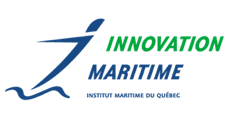 INNOVATION
MARITIME
INSTITUT MARITIME DU QUÉBEC